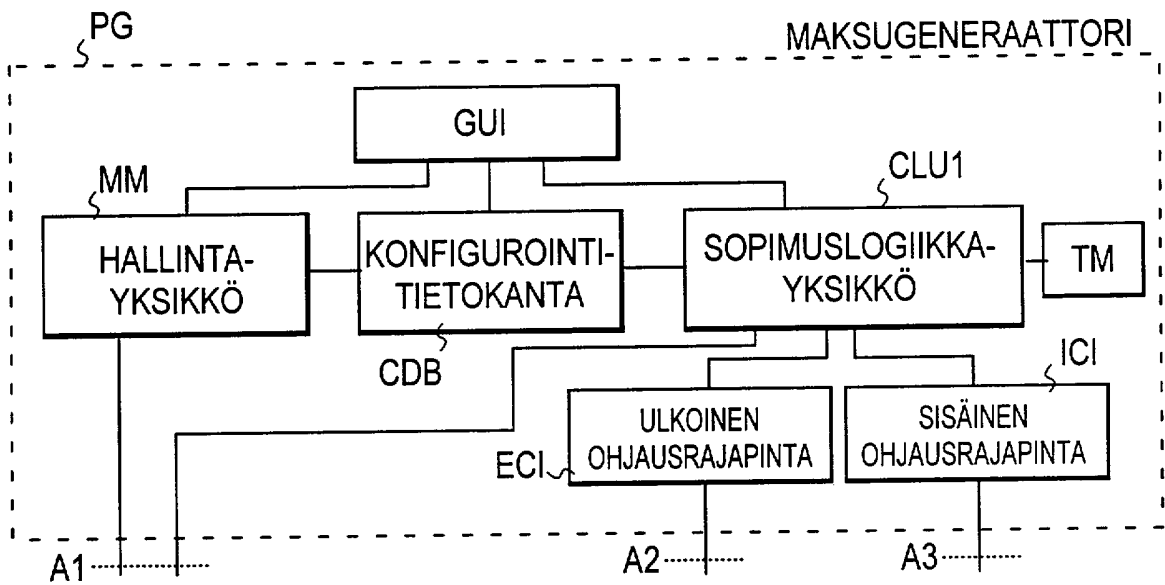 PG
MAKSUGENERAATTORI
GUI
MM
CLU1
HALLINTA-
YKSIKKÖ
KONFIGUROINTI-
TIETOKANTA
SOPIMUSLOGIIKKA-
YKSIKKÖ
TM
CDB
ICI
ULKOINEN
OHJAUSRAJAPINTA
SISÄINEN
OHJAUSRAJAPINTA
ECI
A1
A2
A3